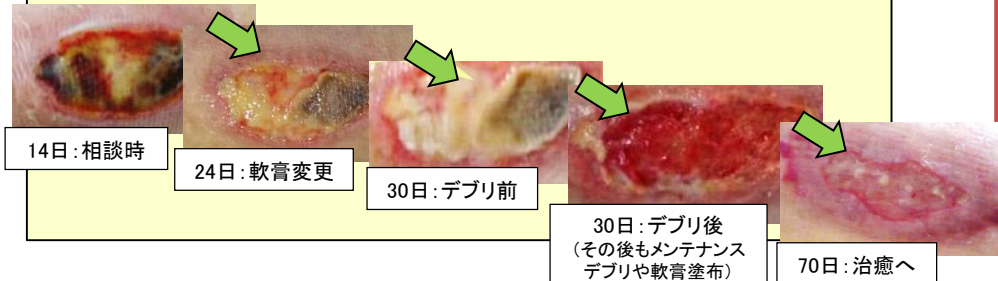 14日：相談時
24日：軟膏変更
30日：デブリ前
30日：デブリ後
（その後もメンテナンス
デブリや軟膏塗布）
70日：治癒へ